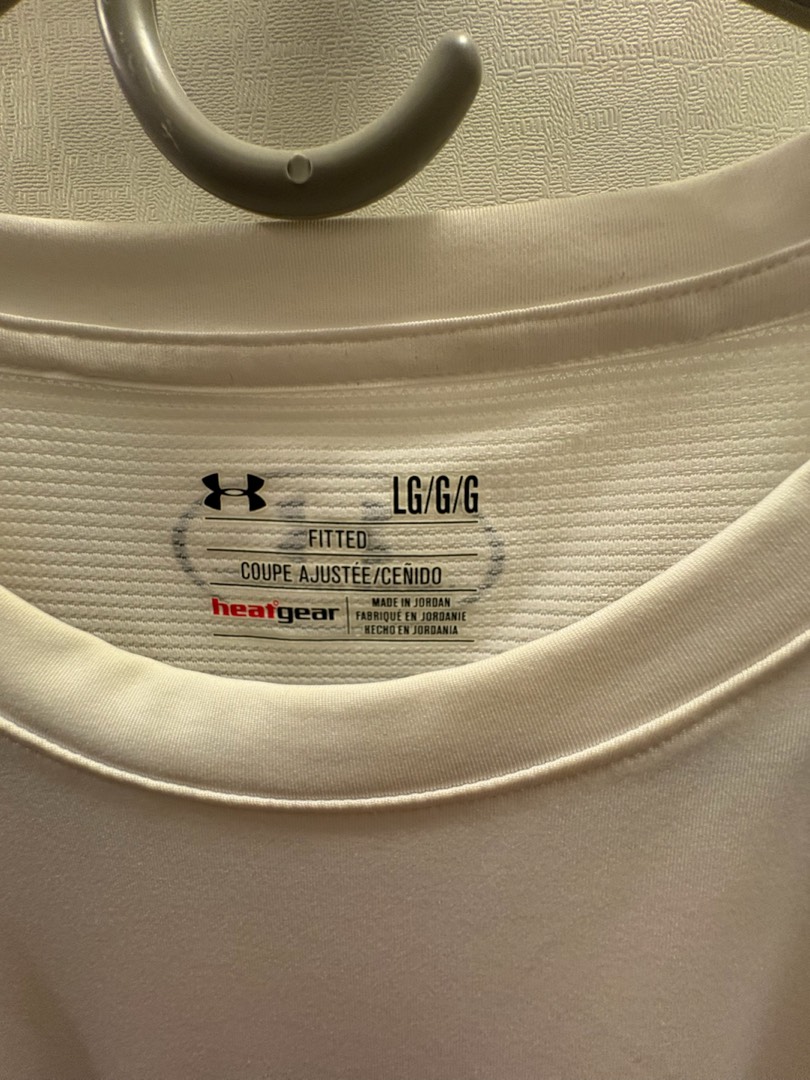 LG/G/G
FITTED
COUPE AJUSTÉE/CEÑIDO
heatgear
MADE IN JORDAN
FABRIQUÉ EN JORDANIE
HECHO EN JORDANIA